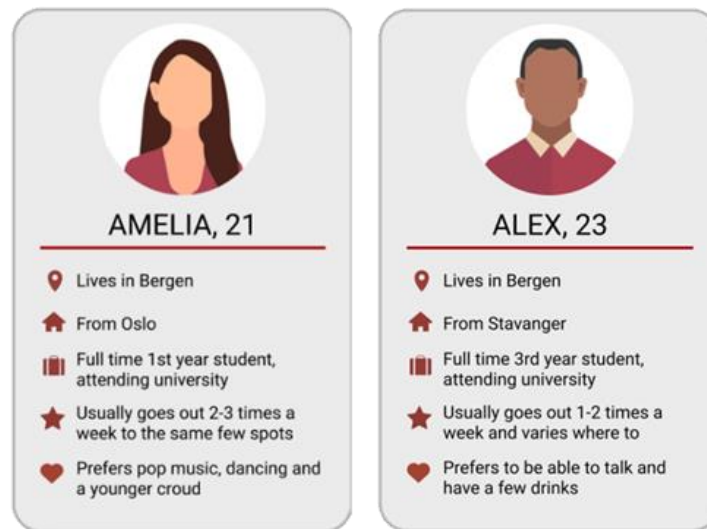 AMELIA, 21
Lives in Bergen
From Oslo
Full time 1st year student,
attending university
Usually goes out 2-3 times a
week to the same few spots
Prefers pop music, dancing and
a younger croud
ALEX, 23
Lives in Bergen
From Stavanger
Full time 3rd year student,
attending university
Usually goes out 1-2 times a
week and varies where to
Prefers to be able to talk and
have a few drinks